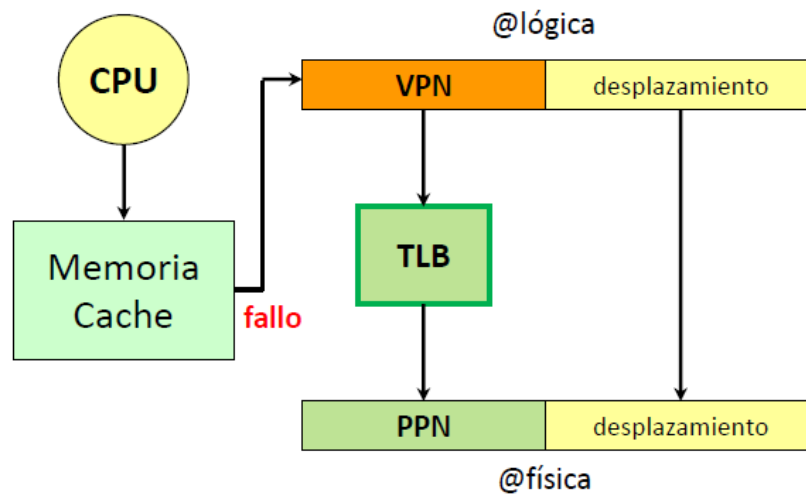 @lógica
CPU
VPN
desplazamiento
Memoria
Cache
fallo
TLB
PPN
desplazamiento
@física